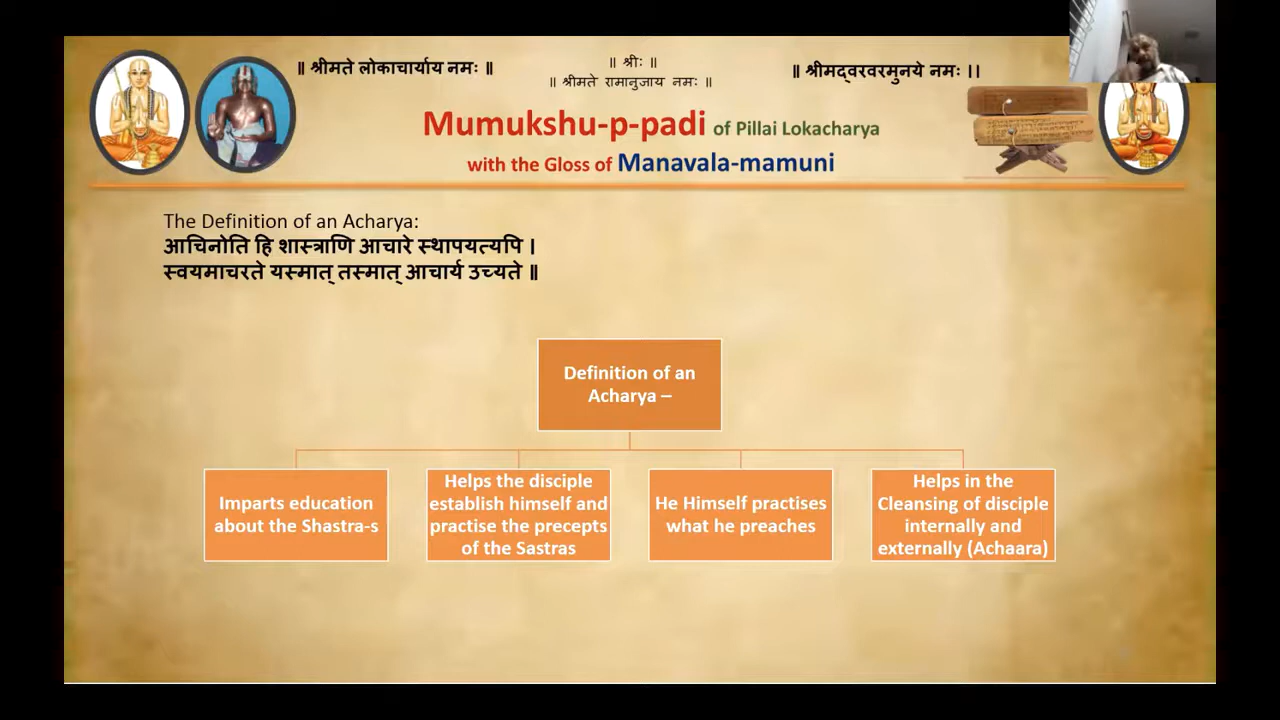 ॥ श्रीमते लोकाचार्याय नमः ॥
॥ श्रीः ॥
॥ श्रीमते रामानुजाय नमः ॥
॥ श्रीमद्वरवरमुनये नमः ।।
Mumukshu-p-padi of Pillai Lokacharya
with the Gloss of Manavala-mamuni
The Definition of an Acharya:
आचिनोति हि शास्त्राणि आचारे स्थापयत्यपि ।
स्वयमाचरते यस्मात् तस्मात् आचार्य उच्यते ॥
Definition of an
Acharya –
Imparts education
about the Shastra-s
Helps the disciple
establish himself and
practise the precepts
of the Sastras
He Himself practises
what he preaches
Helps in the
Cleansing of disciple
internally and
externally (Achaara)